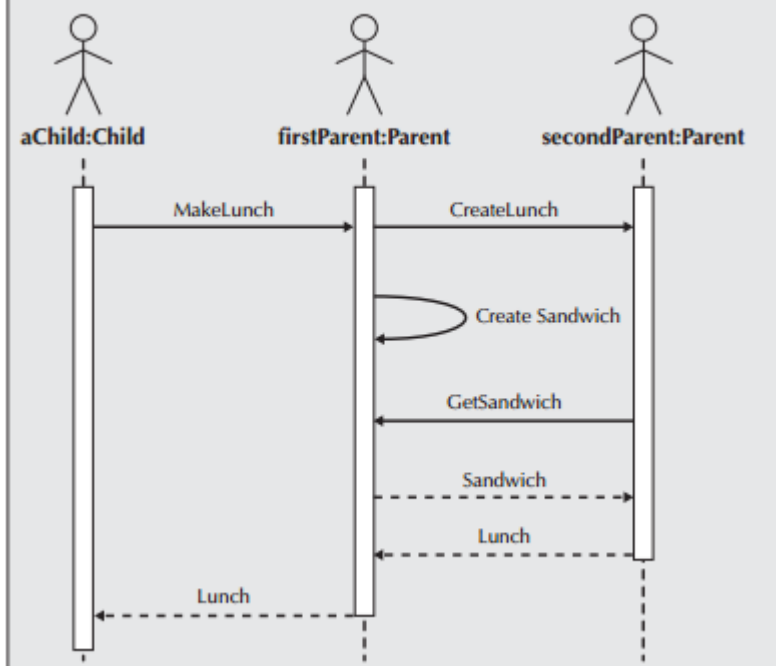 aChild:Child
firstParent:Parent
secondParent:Parent
MakeLunch
CreateLunch
Create Sandwich
GetSandwich
Sandwich
Lunch
Lunch